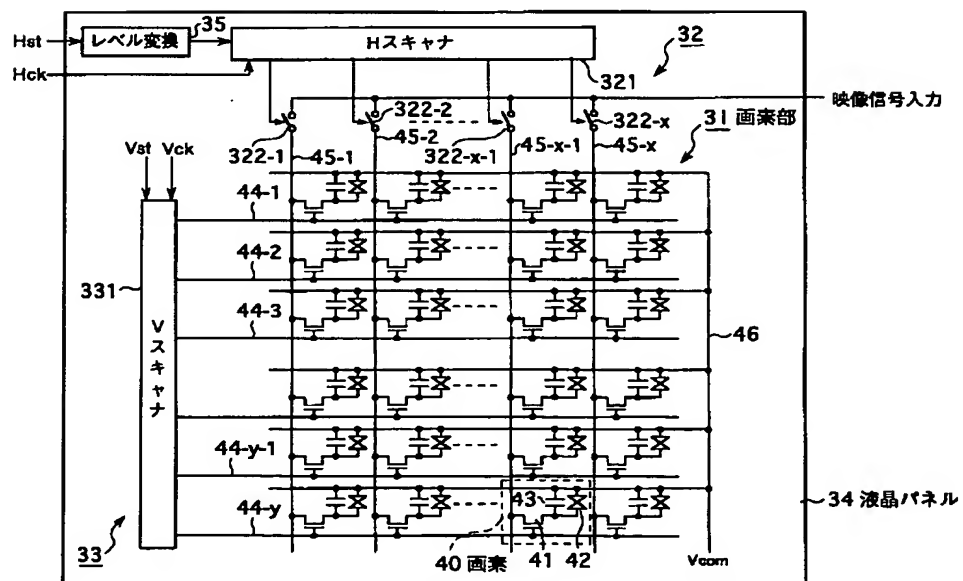 35
Hst
レベル変換
Hスキャナ
32
Hck
321
映像信号入力
322-2
322-x
31 画素部
322-1
45-1
45-2
322-x-1
45-x-1
45-x
Vst
Vck
44-1
44-2
331
44-3
46
Vスキャナ
44-y-1
34 液晶パネル
43
44-y
33
40 画素
41
42
Vcom